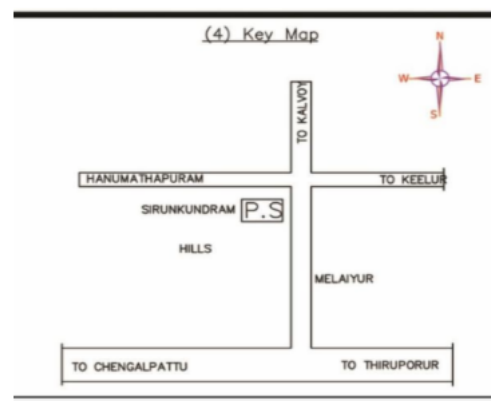 (4) Key Map
N
W
E
S
TO KALVOY
HANUMATHAPURAM
TO KEELUR
SIRUNKUNDRAM
P.S
HILLS
MELAIYUR
TO CHENGALPATTU
TO THIRUPORUR